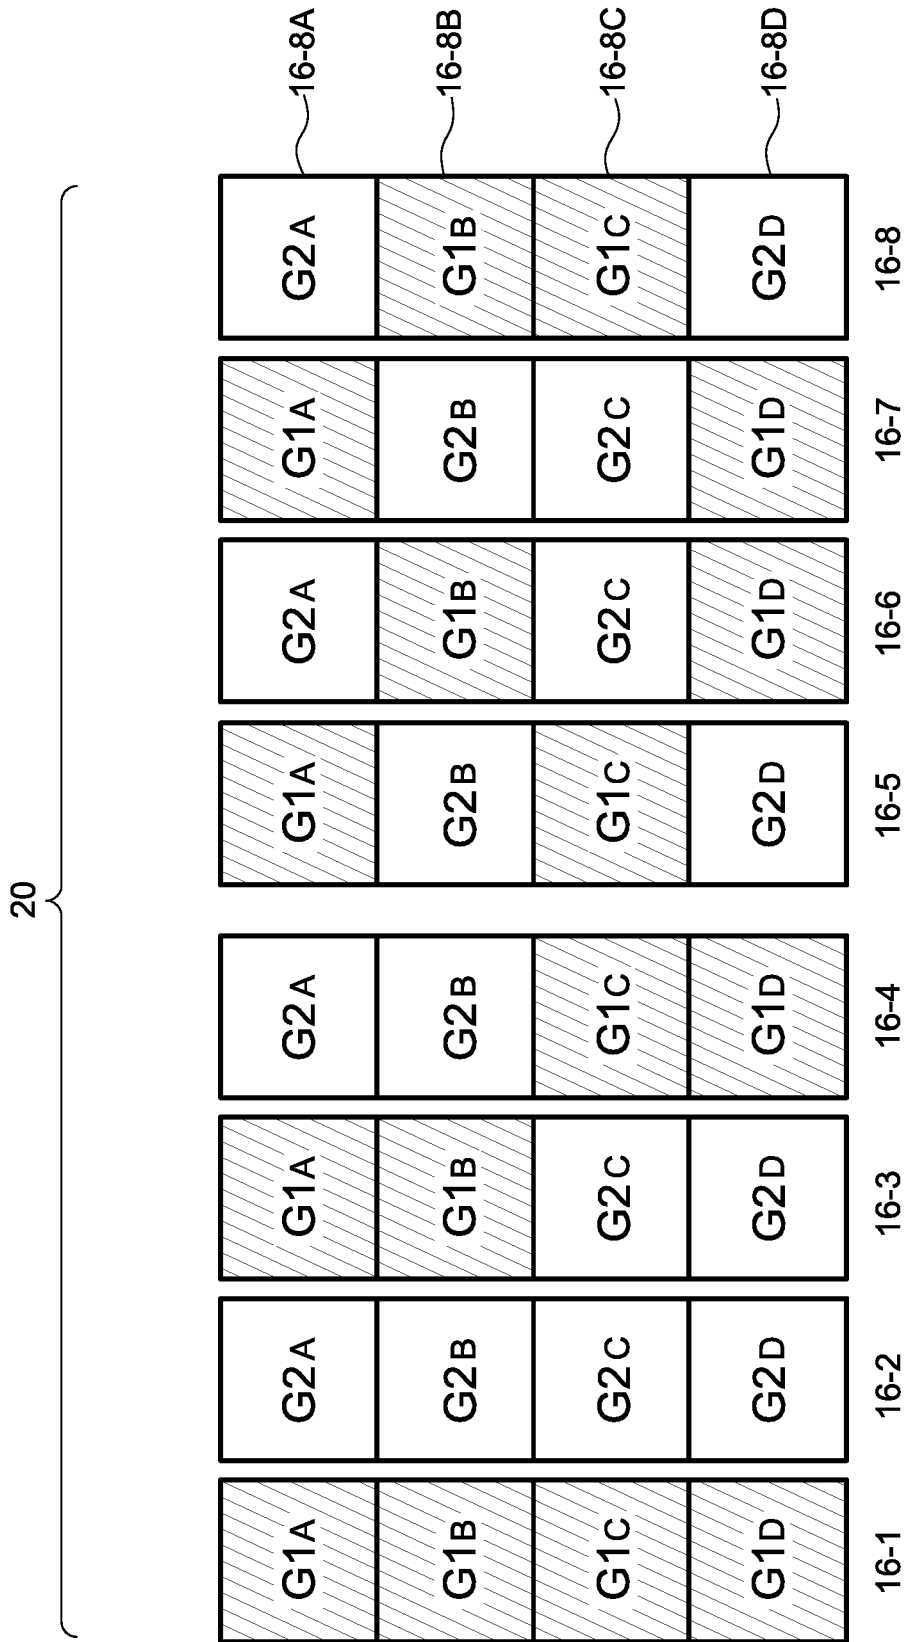 20
G1A G2A G1A G2A G1A G2A G1A G2A 16-8A
G1B G2B G1B G2B G2B G1B G2B G1B 16-8B
G1C G2C G2C G1C G1C G2C G2C G1C 16-8C
G1D G2D G2D G1D G2D G1D G1D G2D 16-8D
16-1 16-2 16-3 16-4 16-5 16-6 16-7 16-8